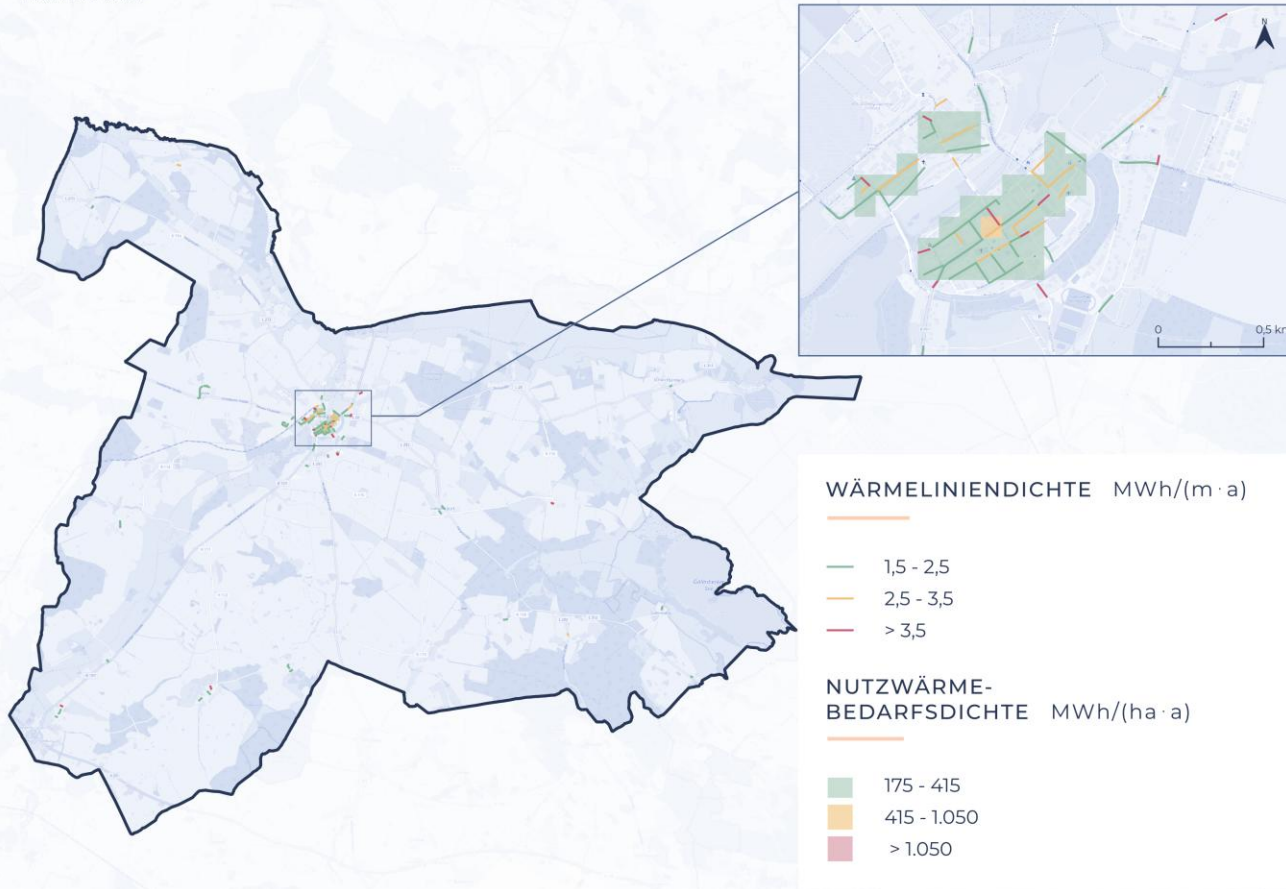 N
0
0,5 km
WÄRMELINIENDICHTE MWh/(m·a)
1,5 - 2,5
2,5 - 3,5
> 3,5
NUTZWÄRME-
BEDARFSDICHTE MWh/(ha·a)
175 - 415
415 - 1.050
> 1.050